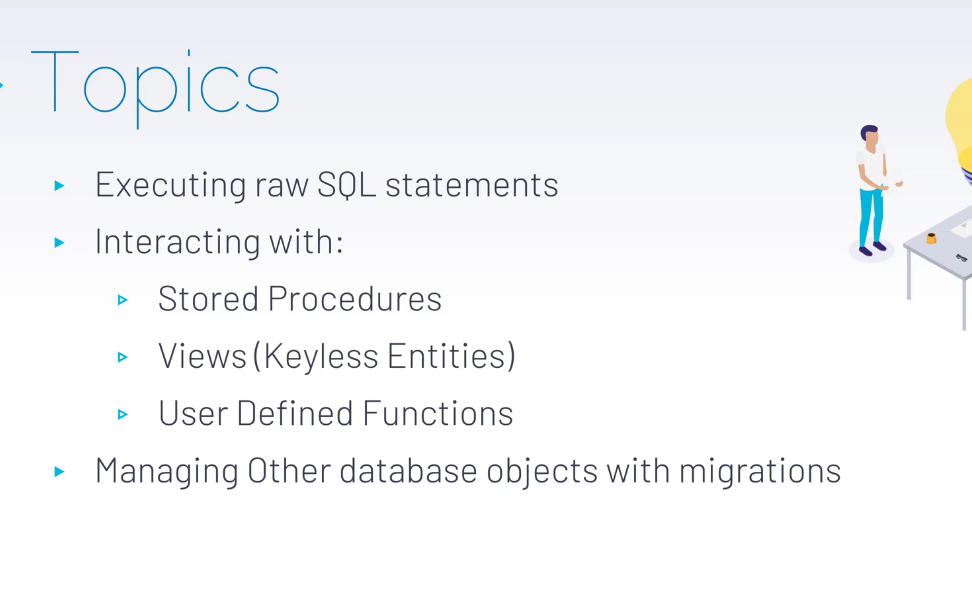 Topics
Executing raw SQL statements
Interacting with:
Stored Procedures
Views (Keyless Entities)
User Defined Functions
Managing Other database objects with migrations